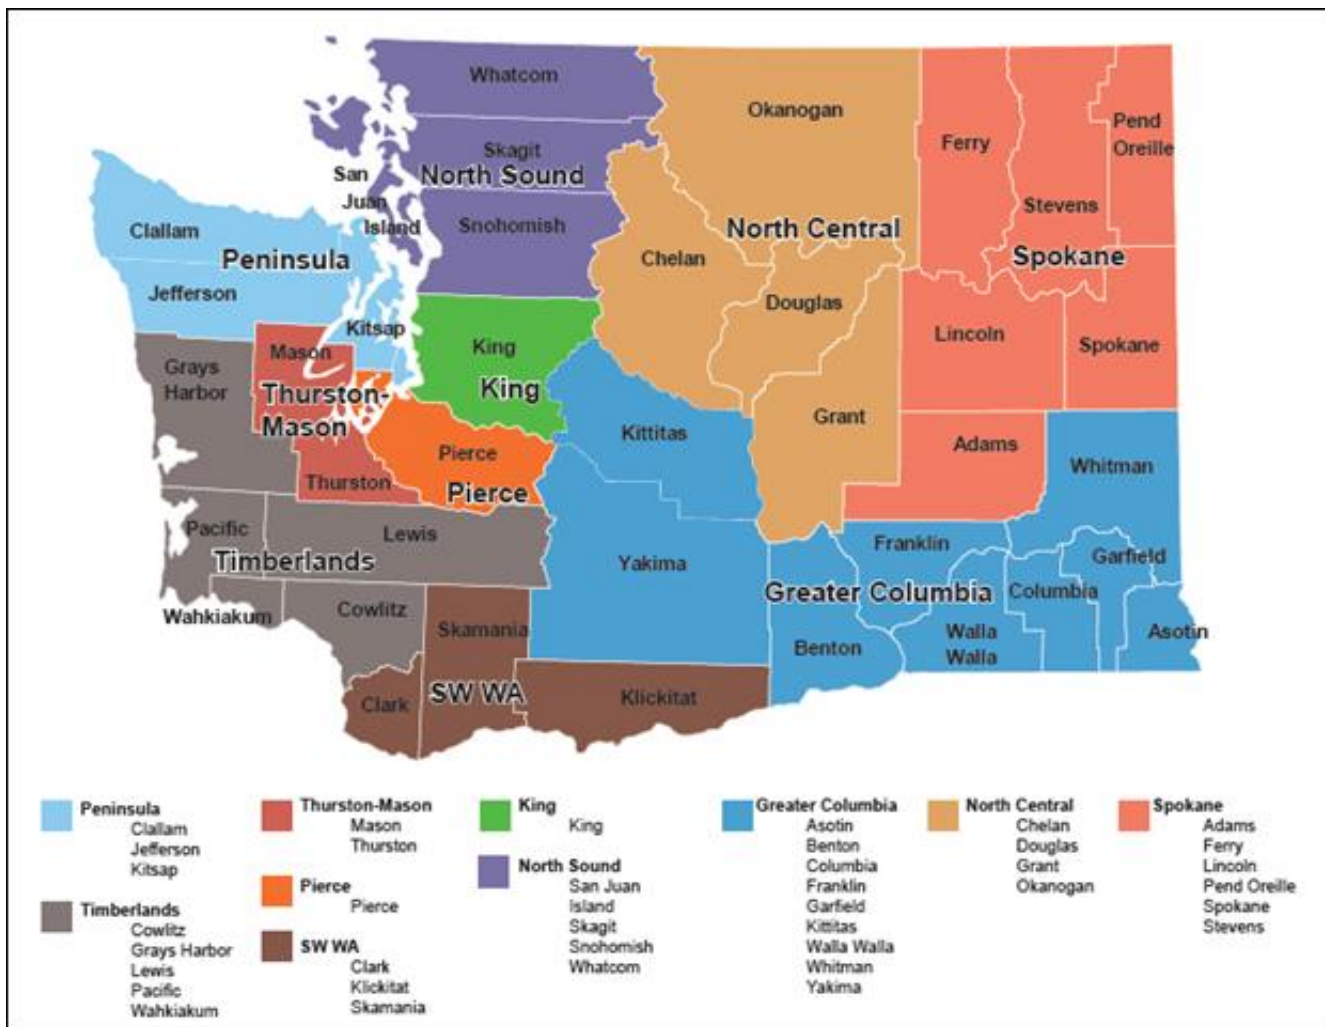 Whatcom
Okanogan
Pend
Oreille
Ferry
Skagit
San
North Sound
Juan
Stevens
Island
Snohomish
North Central
Clallam
Peninsula
Chelan
Spokane
Jefferson
Douglas
Kitsap
Lincoln
Spokane
King
Mason
Grays
Harbor
King
Thurston-
Mason
Grant
Kittitas
Adams
Pierce
Whitman
Thurston
Pierce
Pacific
Lewis
Franklin
Timberlands
Yakima
Garfield
Greater Columbia
Columbia
Wahkiakum
Cowlitz
Skamania
Walla
Walla
Asotin
Benton
SW WA
Clark
Klickitat
Peninsula
Clallam
Jefferson
Kitsap
Timberlands
Cowlitz
Grays Harbor
Lewis
Pacific
Wahkiakum
Thurston-Mason
Mason
Thurston
Pierce
Pierce
SW WA
Clark
Klickitat
Skamania
King
King
North Sound
San Juan
Island
Skagit
Snohomish
Whatcom
Greater Columbia
Asotin
Benton
Columbia
Franklin
Garfield
Kittitas
Walla Walla
Whitman
Yakima
North Central
Chelan
Douglas
Grant
Okanogan
Spokane
Adams
Ferry
Lincoln
Pend Oreille
Spokane
Stevens